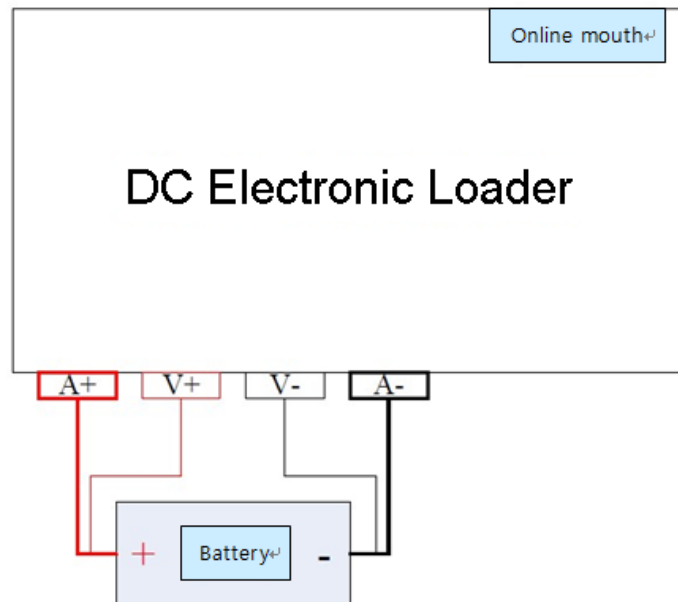 Online mouth↵
DC Electronic Loader
A+ V+ V- A-
+ Battery↵ -